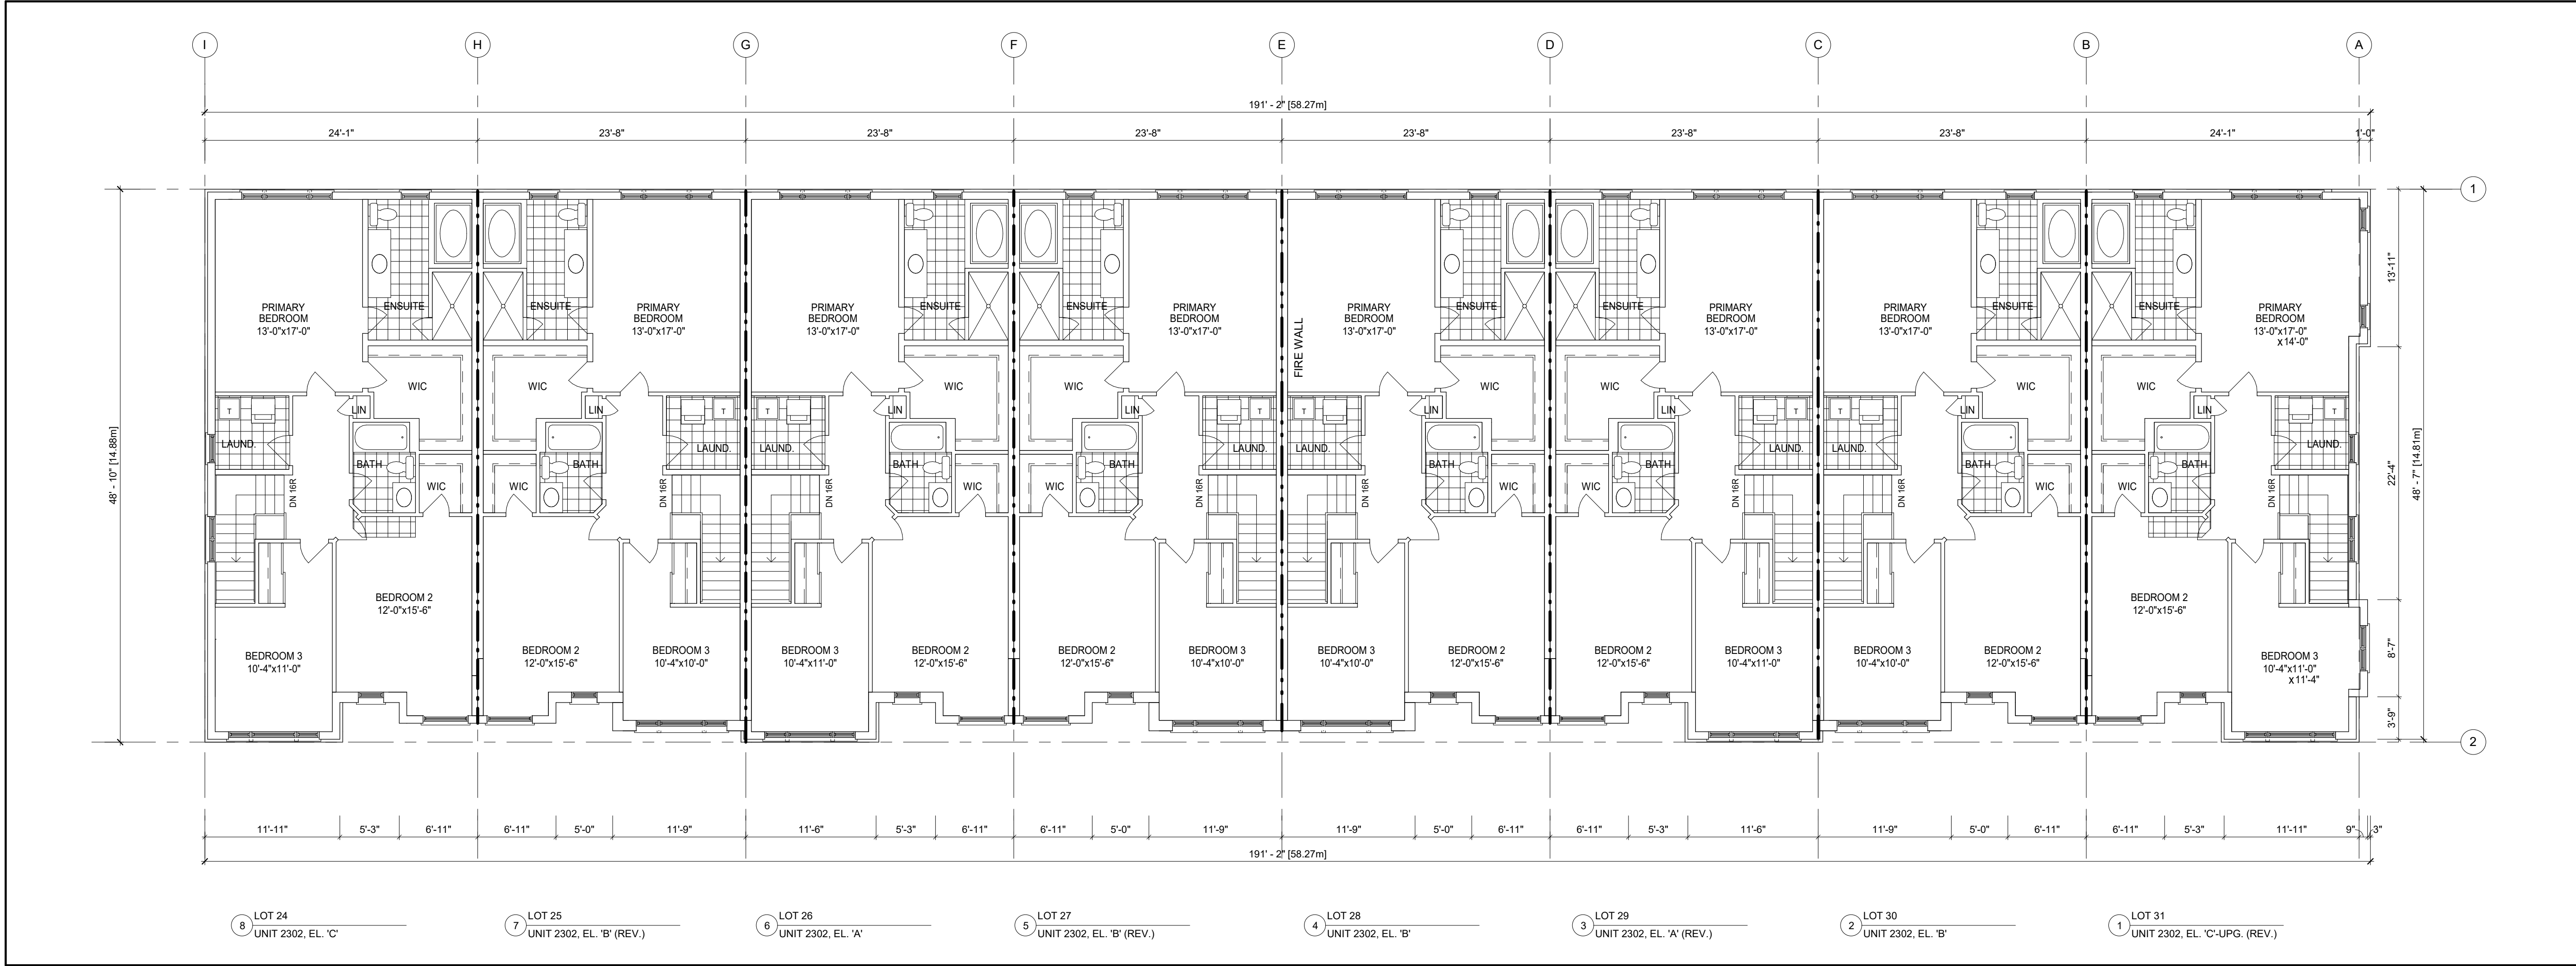 I H G F E D C B A
191' - 2" [58.27m]
24'-1" 23'-8" 23'-8" 23'-8" 23'-8" 23'-8" 23'-8" 24'-1" 1'-0"
1
2
48' - 10" [14.88m]
48' - 7" [14.81m]
13'-11"
22'-4"
8'-7"
3'-9"
PRIMARY
BEDROOM
13'-0"x17'-0"
ENSUITE
WIC
LIN
T
LAUND.
BATH
WIC
DN 16R
BEDROOM 2
12'-0"x15'-6"
BEDROOM 3
10'-4"x11'-0"
ENSUITE
PRIMARY
BEDROOM
13'-0"x17'-0"
WIC
LIN
T
LAUND.
BATH
WIC
DN 16R
BEDROOM 2
12'-0"x15'-6"
BEDROOM 3
10'-4"x10'-0"
PRIMARY
BEDROOM
13'-0"x17'-0"
ENSUITE
WIC
LIN
T
LAUND.
BATH
WIC
DN 16R
BEDROOM 3
10'-4"x11'-0"
BEDROOM 2
12'-0"x15'-6"
ENSUITE
PRIMARY
BEDROOM
13'-0"x17'-0"
WIC
LIN
T
LAUND.
BATH
WIC
DN 16R
BEDROOM 2
12'-0"x15'-6"
BEDROOM 3
10'-4"x10'-0"
FIRE WALL
PRIMARY
BEDROOM
13'-0"x17'-0"
ENSUITE
WIC
LIN
T
LAUND.
BATH
WIC
DN 16R
BEDROOM 3
10'-4"x10'-0"
BEDROOM 2
12'-0"x15'-6"
ENSUITE
PRIMARY
BEDROOM
13'-0"x17'-0"
WIC
LIN
T
LAUND.
BATH
WIC
DN 16R
BEDROOM 2
12'-0"x15'-6"
BEDROOM 3
10'-4"x11'-0"
PRIMARY
BEDROOM
13'-0"x17'-0"
ENSUITE
WIC
LIN
T
LAUND.
BATH
WIC
DN 16R
BEDROOM 3
10'-4"x10'-0"
BEDROOM 2
12'-0"x15'-6"
ENSUITE
PRIMARY
BEDROOM
13'-0"x17'-0"
x 14'-0"
WIC
LIN
T
LAUND.
BATH
WIC
DN 16R
BEDROOM 2
12'-0"x15'-6"
BEDROOM 3
10'-4"x11'-0"
x 11'-4"
11'-11" 5'-3" 6'-11" 6'-11" 5'-0" 11'-9" 11'-6" 5'-3" 6'-11" 6'-11" 5'-0" 11'-9" 11'-9" 5'-0" 6'-11" 6'-11" 5'-3" 11'-6" 11'-9" 5'-0" 6'-11" 6'-11" 5'-3" 11'-11" 9" 3"
191' - 2" [58.27m]
8 LOT 24
UNIT 2302, EL. 'C'
7 LOT 25
UNIT 2302, EL. 'B' (REV.)
6 LOT 26
UNIT 2302, EL. 'A'
5 LOT 27
UNIT 2302, EL. 'B' (REV.)
4 LOT 28
UNIT 2302, EL. 'B'
3 LOT 29
UNIT 2302, EL. 'A' (REV.)
2 LOT 30
UNIT 2302, EL. 'B'
1 LOT 31
UNIT 2302, EL. 'C'-UPG. (REV.)